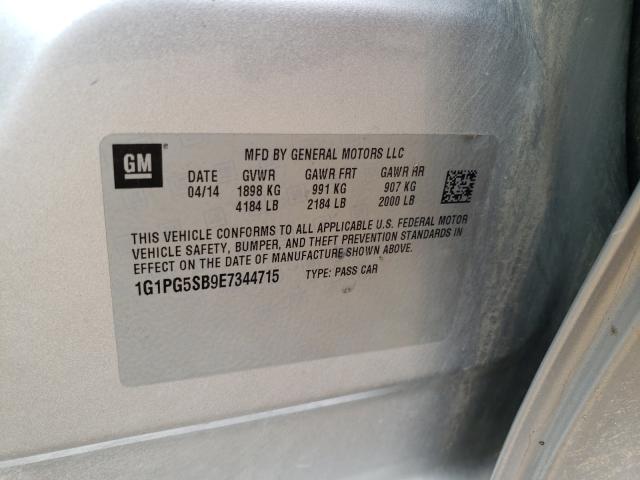 GM
MFD BY GENERAL MOTORS LLC
DATE GVWR GAWR FRT GAWR RR
04/14 1898 KG 991 KG 907 KG
4184 LB 2184 LB 2000 LB
THIS VEHICLE CONFORMS TO ALL APPLICABLE U.S. FEDERAL MOTOR
VEHICLE SAFETY, BUMPER, AND THEFT PREVENTION STANDARDS IN
EFFECT ON THE DATE OF MANUFACTURE SHOWN ABOVE.
1G1PG5SB9E7344715 TYPE: PASS CAR